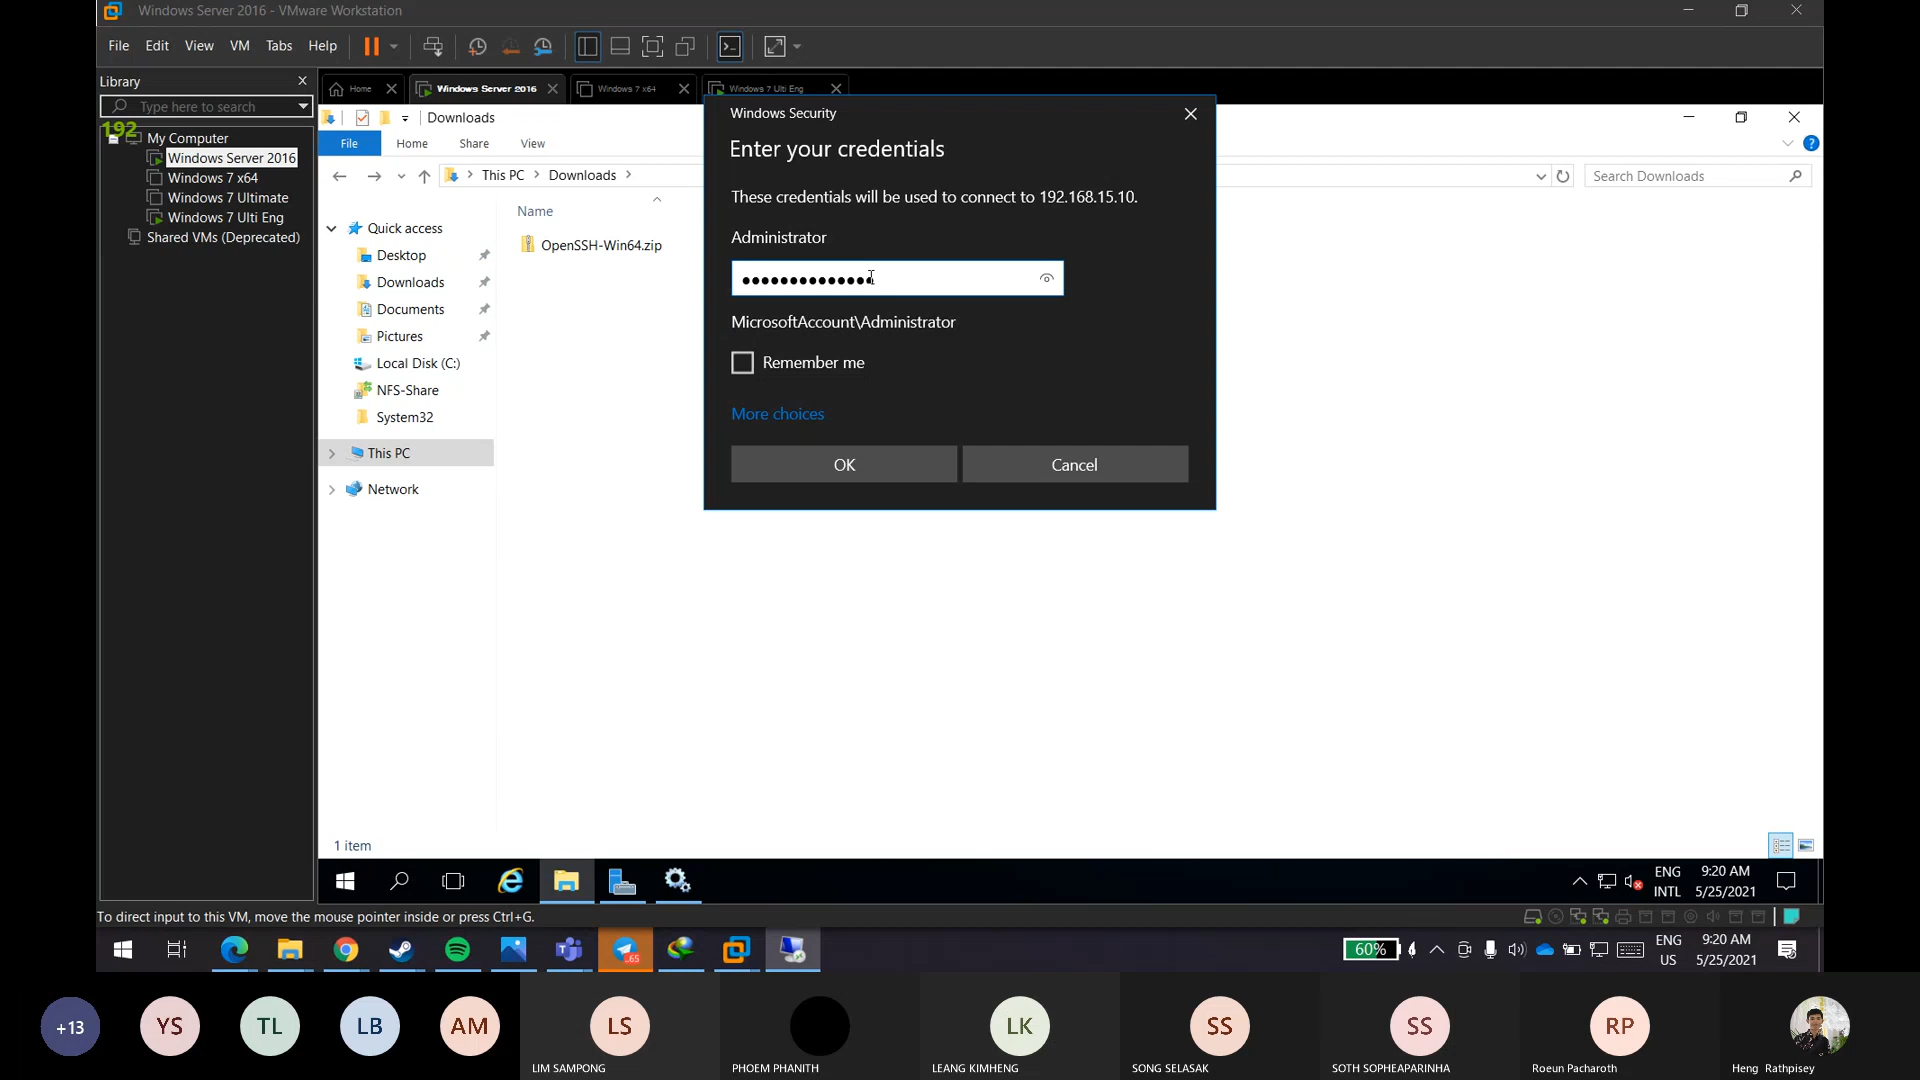 Windows Server 2016 - VMware Workstation
File Edit View VM Tabs Help
Library
Type here to search
192
My Computer
Windows Server 2016
Windows 7 x64
Windows 7 Ultimate
Windows 7 Ulti Eng
Shared VMs (Deprecated)
Home
Windows Server 2016
Windows 7 x64
Windows 7 Ulti Eng
Downloads
File Home Share View
This PC > Downloads >
Search Downloads
Name
OpenSSH-Win64.zip
Quick access
Desktop
Downloads
Documents
Pictures
Local Disk (C:)
NFS-Share
System32
This PC
Network
Windows Security
Enter your credentials
These credentials will be used to connect to 192.168.15.10.
Administrator
MicrosoftAccount\Administrator
Remember me
More choices
OK
Cancel
1 item
ENG
INTL
9:20 AM
5/25/2021
To direct input to this VM, move the mouse pointer inside or press Ctrl+G.
65
60%
ENG
US
9:20 AM
5/25/2021
+13
YS
TL
LB
AM
LS
LK
SS
SS
RP
LIM SAMPONG
PHOEM PHANITH
LEANG KIMHENG
SONG SELASAK
SOTH SOPHEAPARINHA
Roeun Pacharoth
Heng Rathpisey